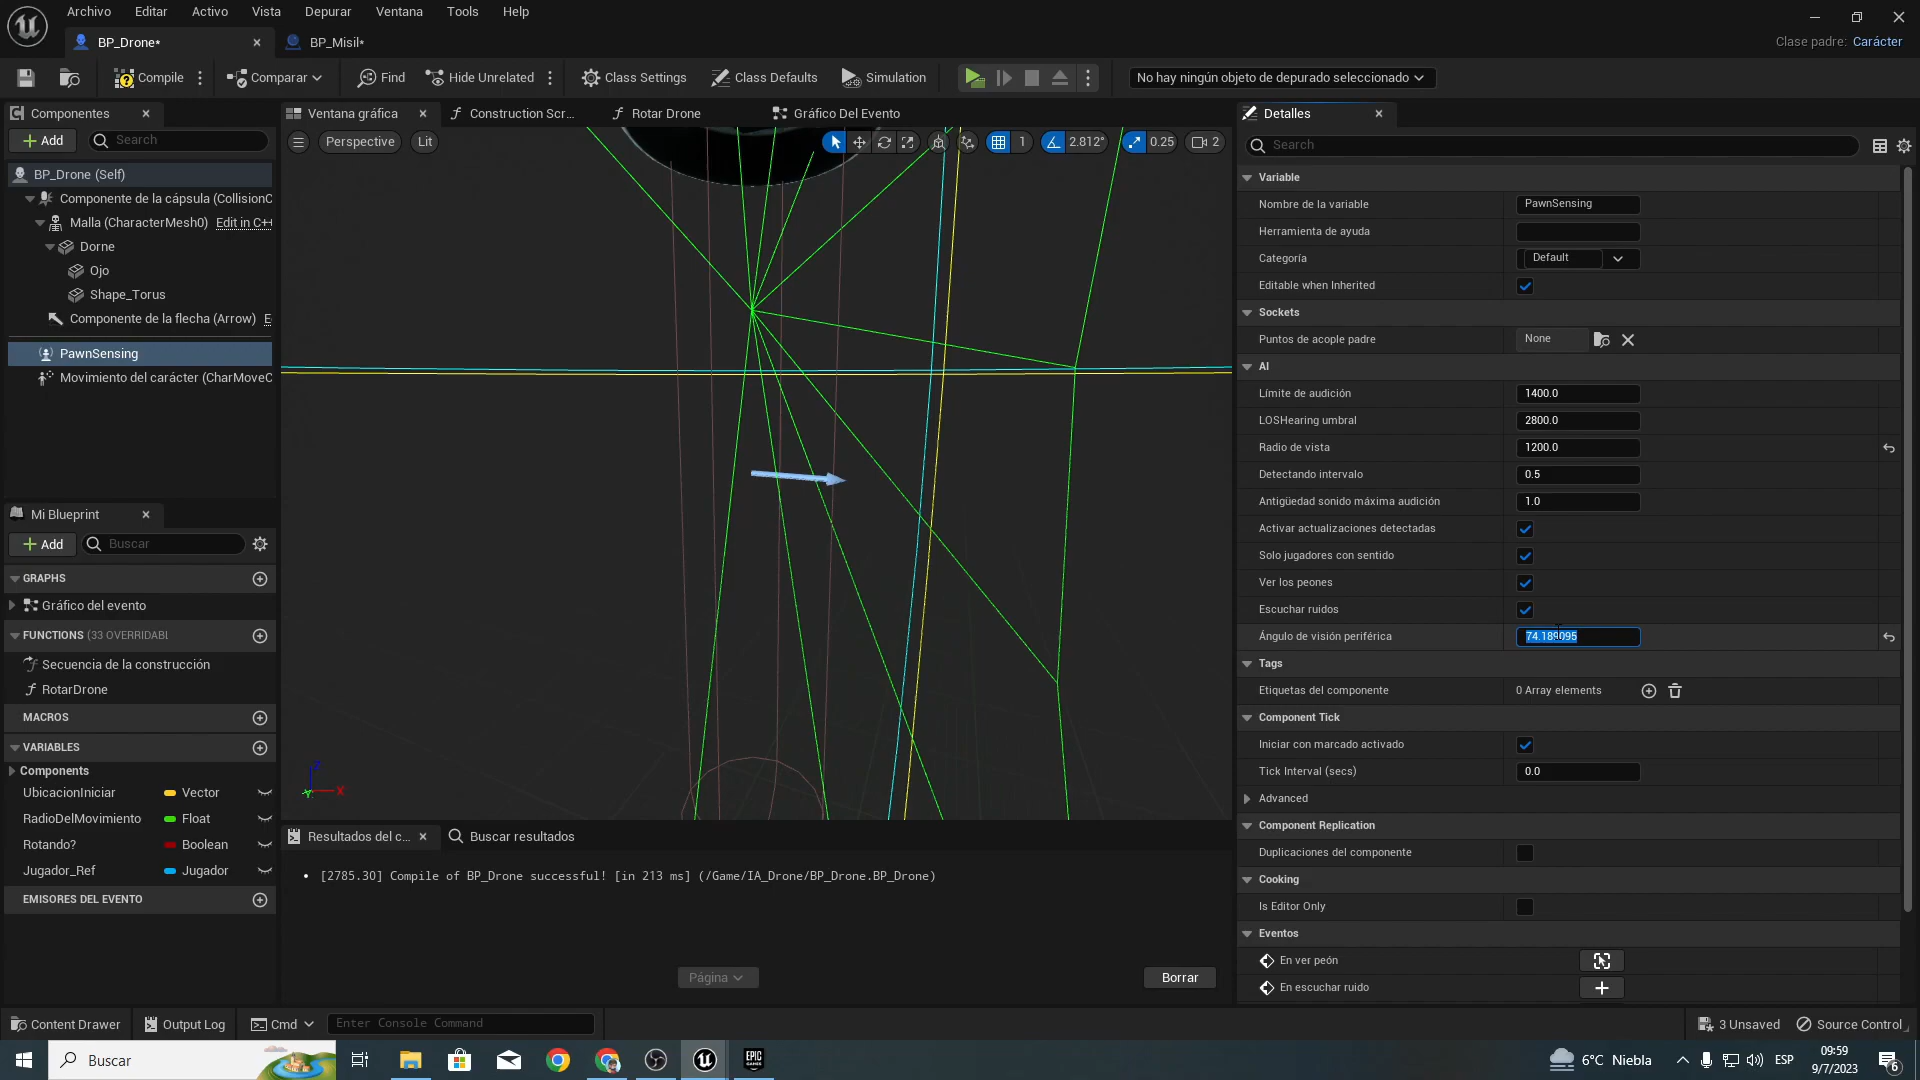 Archivo Editar Activo Vista Depurar Ventana Tools Help
BP_Drone* BP_Misil* Clase padre: Carácter
Compile Comparar Find Hide Unrelated Class Settings Class Defaults Simulation No hay ningún objeto de depurado seleccionado
Componentes
Add Search
BP_Drone (Self)
Componente de la cápsula (CollisionC
Malla (CharacterMesh0) Edit in C++
Dorne
Ojo
Shape_Torus
Componente de la flecha (Arrow) E
PawnSensing
Movimiento del carácter (CharMoveC
Mi Blueprint
Add Buscar
GRAPHS
Gráfico del evento
FUNCTIONS (33 OVERRIDABL
Secuencia de la construcción
RotarDrone
MACROS
VARIABLES
Components
UbicacionIniciar Vector
RadioDelMovimiento Float
Rotando? Boolean
Jugador_Ref Jugador
EMISORES DEL EVENTO
Ventana gráfica Construction Scr... Rotar Drone Gráfico Del Evento
Perspective Lit 1 2.812° 0.25 2
Z X Y
Resultados del c... Buscar resultados
[2785.30] Compile of BP_Drone successful! [in 213 ms] (/Game/IA_Drone/BP_Drone.BP_Drone)
Página Borrar
Detalles
Search
Variable
Nombre de la variable PawnSensing
Herramienta de ayuda
Categoría Default
Editable when Inherited
Sockets
Puntos de acople padre None
AI
Límite de audición 1400.0
LOSHearing umbral 2800.0
Radio de vista 1200.0
Detectando intervalo 0.5
Antigüedad sonido máxima audición 1.0
Activar actualizaciones detectadas
Solo jugadores con sentido
Ver los peones
Escuchar ruidos
Ángulo de visión periférica 74.189095
Tags
Etiquetas del componente 0 Array elements
Component Tick
Iniciar con marcado activado
Tick Interval (secs) 0.0
Advanced
Component Replication
Duplicaciones del componente
Cooking
Is Editor Only
Eventos
En ver peón
En escuchar ruido
Content Drawer Output Log Cmd Enter Console Command 3 Unsaved Source Control
Buscar EPIC GAMES 6°C Niebla ESP 09:59
9/7/2023 6